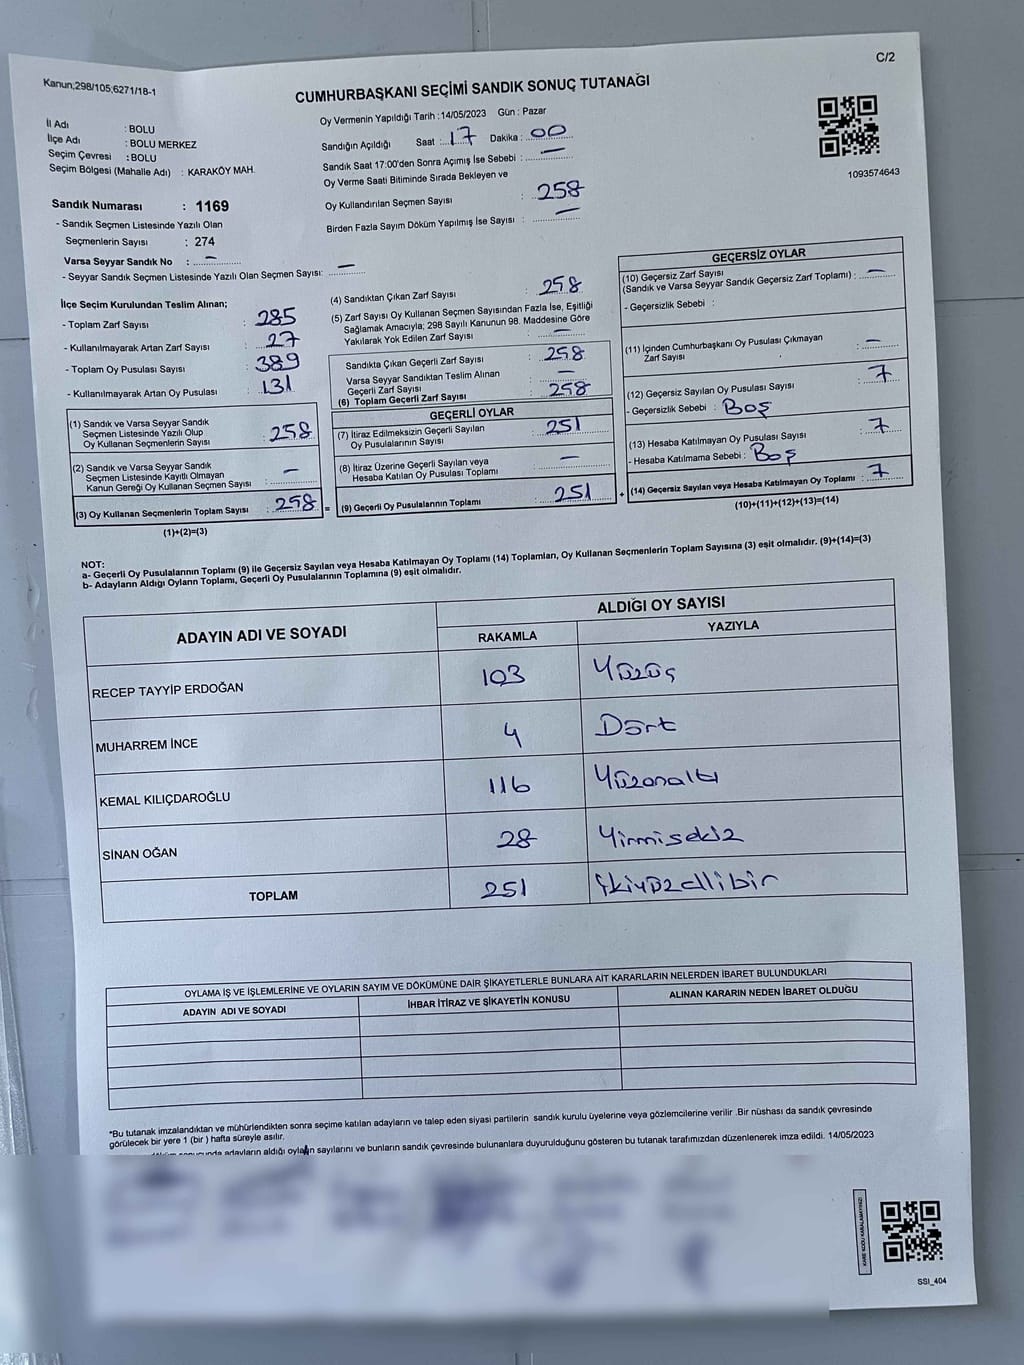 C/2
Kanun;298/105;6271/18-1
CUMHURBAŞKANI SEÇİMİ SANDIK SONUÇ TUTANAĞI
1093574643
İl Adı : BOLU
İlçe Adı : BOLU MERKEZ
Seçim Çevresi : BOLU
Seçim Bölgesi (Mahalle Adı) : KARAKÖY MAH.
Sandık Numarası : 1169
- Sandık Seçmen Listesinde Yazılı Olan
Seçmenlerin Sayısı : 274
Varsa Seyyar Sandık No : –
- Seyyar Sandık Seçmen Listesinde Yazılı Olan Seçmen Sayısı: –
Oy Vermenin Yapıldığı Tarih :14/05/2023 Gün : Pazar
Sandığın Açıldığı Saat : 17 Dakika : 00
Sandık Saat 17:00'den Sonra Açımış İse Sebebi : –
Oy Verme Saati Bitiminde Sırada Bekleyen ve
Oy Kullandırılan Seçmen Sayısı : 258
Birden Fazla Sayım Döküm Yapılmış İse Sayısı : –
İlçe Seçim Kurulundan Teslim Alınan;
- Toplam Zarf Sayısı : 285
- Kullanılmayarak Artan Zarf Sayısı : 27
- Toplam Oy Pusulası Sayısı : 389
- Kullanılmayarak Artan Oy Pusulası : 131
(1) Sandık ve Varsa Seyyar Sandık
Seçmen Listesinde Yazılı Olup
Oy Kullanan Seçmenlerin Sayısı : 258
(2) Sandık ve Varsa Seyyar Sandık
Seçmen Listesinde Kayıtlı Olmayan
Kanun Gereği Oy Kullanan Seçmen Sayısı : –
(3) Oy Kullanan Seçmenlerin Toplam Sayısı : 258 =
(1)+(2)=(3)
(4) Sandıktan Çıkan Zarf Sayısı : 258
(5) Zarf Sayısı Oy Kullanan Seçmen Sayısından Fazla İse, Eşitliği
Sağlamak Amacıyla; 298 Sayılı Kanunun 98. Maddesine Göre
Yakılarak Yok Edilen Zarf Sayısı : –
Sandıkta Çıkan Geçerli Zarf Sayısı : 258
Varsa Seyyar Sandıktan Teslim Alınan
Geçerli Zarf Sayısı : –
(6) Toplam Geçerli Zarf Sayısı : 258
GEÇERLİ OYLAR
(7) İtiraz Edilmeksizin Geçerli Sayılan
Oy Pusulalarının Sayısı : 251
(8) İtiraz Üzerine Geçerli Sayılan veya
Hesaba Katılan Oy Pusulası Toplamı : –
(9) Geçerli Oy Pusulalarının Toplamı : 251 +
GEÇERSİZ OYLAR
(10) Geçersiz Zarf Sayısı
(Sandık ve Varsa Seyyar Sandık Geçersiz Zarf Toplamı) : –
- Geçersizlik Sebebi :
(11) İçinden Cumhurbaşkanı Oy Pusulası Çıkmayan
Zarf Sayısı : –
(12) Geçersiz Sayılan Oy Pusulası Sayısı : 7
- Geçersizlik Sebebi : Boş
(13) Hesaba Katılmayan Oy Pusulası Sayısı : 7
- Hesaba Katılmama Sebebi : Boş
(14) Geçersiz Sayılan veya Hesaba Katılmayan Oy Toplamı : 7
(10)+(11)+(12)+(13)=(14)
NOT:
a- Geçerli Oy Pusulalarının Toplamı (9) ile Geçersiz Sayılan veya Hesaba Katılmayan Oy Toplamı (14) Toplamları, Oy Kullanan Seçmenlerin Toplam Sayısına (3) eşit olmalıdır. (9)+(14)=(3)
b- Adayların Aldığı Oyların Toplamı, Geçerli Oy Pusulalarının Toplamına (9) eşit olmalıdır.
ADAYIN ADI VE SOYADI
ALDIĞI OY SAYISI
RAKAMLA YAZIYLA
RECEP TAYYİP ERDOĞAN 103 Yüzüç
MUHARREM İNCE 4 Dört
KEMAL KILIÇDAROĞLU 116 Yüzonaltı
SİNAN OĞAN 28 Yirmisekiz
TOPLAM 251 İkiyüzellibir
OYLAMA İŞ VE İŞLEMLERİNE VE OYLARIN SAYIM VE DÖKÜMÜNE DAİR ŞİKAYETLERLE BUNLARA AİT KARARLARIN NELERDEN İBARET BULUNDUKLARI
ADAYIN ADI VE SOYADI İHBAR İTİRAZ VE ŞİKAYETİN KONUSU ALINAN KARARIN NEDEN İBARET OLDUĞU
*Bu tutanak imzalandıktan ve mühürlendikten sonra seçime katılan adayların ve talep eden siyasi partilerin sandık kurulu üyelerine veya gözlemcilerine verilir .Bir nüshası da sandık çevresinde
görülecek bir yere 1 (bir ) hafta süreyle asılır.
adayların aldığı oyların sayılarını ve bunların sandık çevresinde bulunanlara duyurulduğunu gösteren bu tutanak tarafımızdan düzenlenerek imza edildi. 14/05/2023
KARE KODU KARALAMAYINIZ!
SSI_404